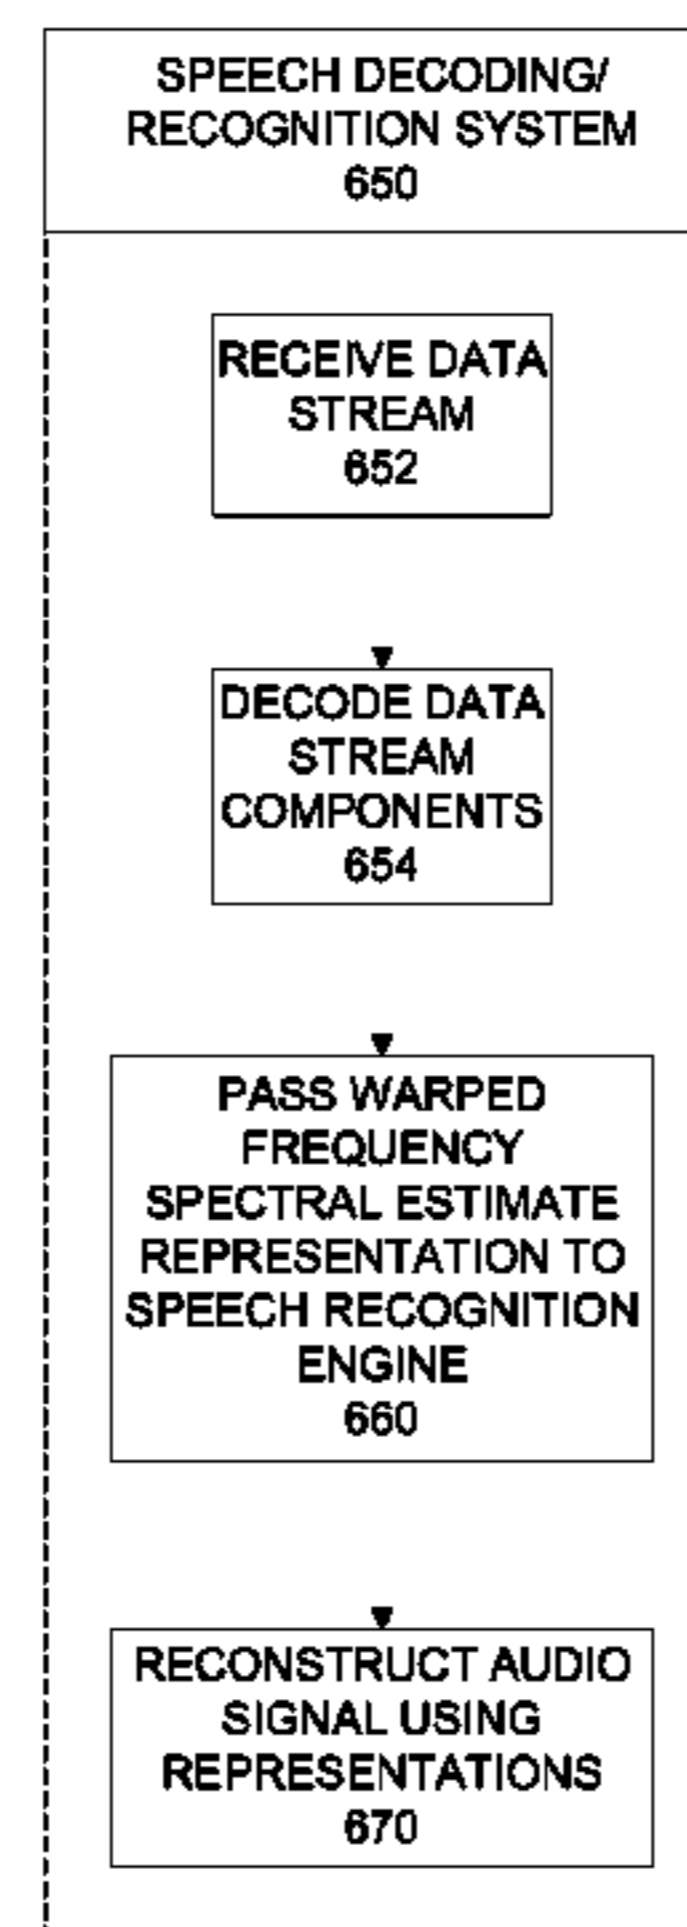 SPEECH DECODING/
RECOGNITION SYSTEM
650
RECEIVE DATA
STREAM
652
DECODE DATA
STREAM
COMPONENTS
654
PASS WARPED
FREQUENCY
SPECTRAL ESTIMATE
REPRESENTATION TO
SPEECH RECOGNITION
ENGINE
660
RECONSTRUCT AUDIO
SIGNAL USING
REPRESENTATIONS
670